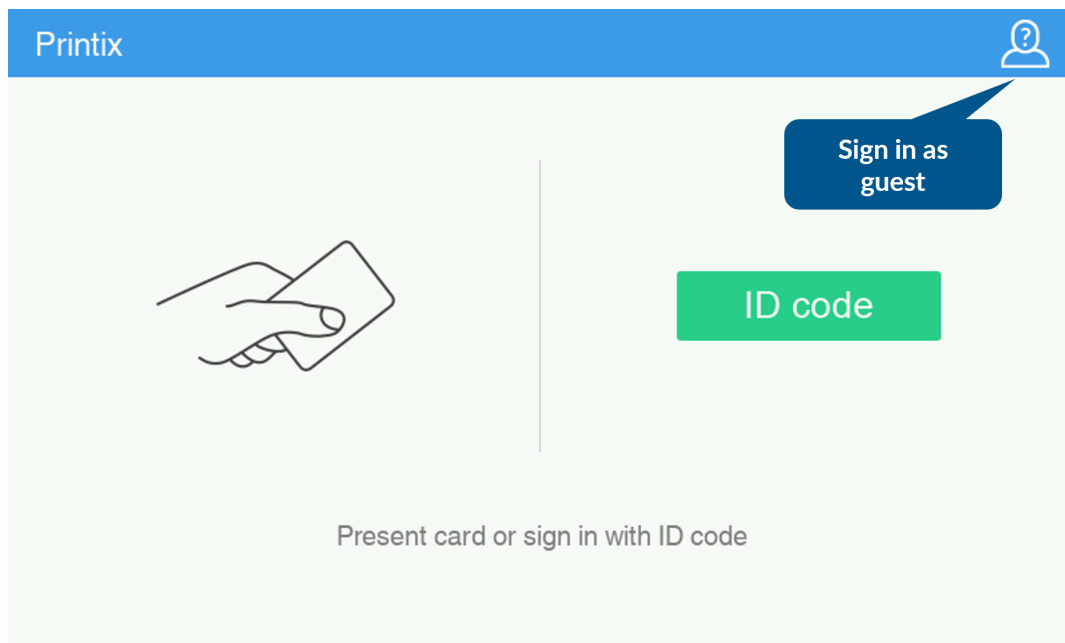 Printix
?
Sign in as
guest
ID code
Present card or sign in with ID code